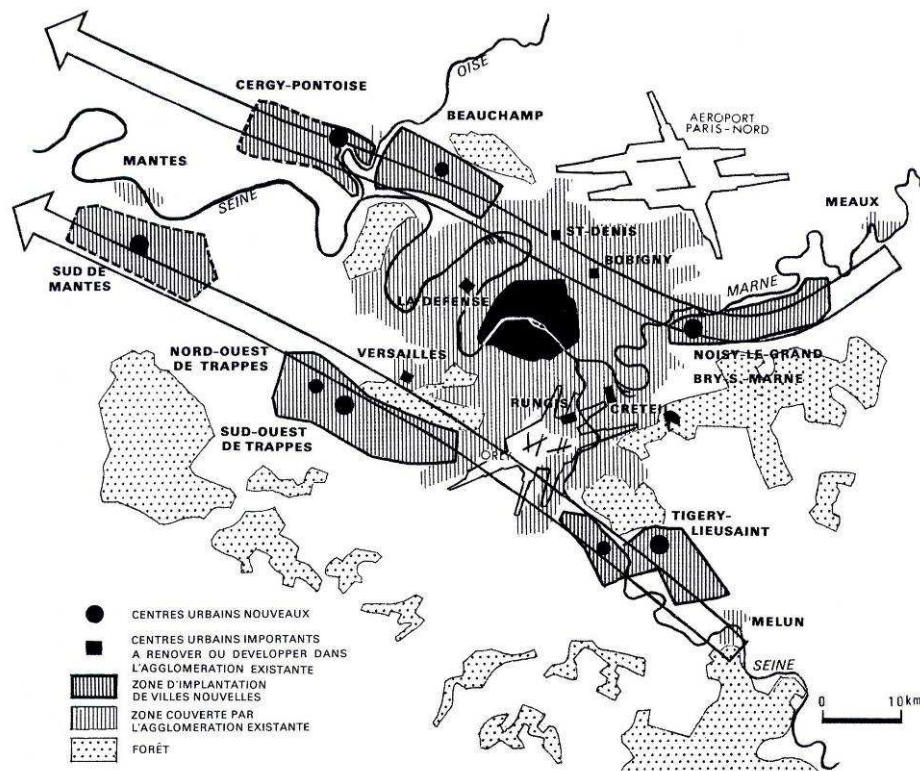 OISE
CERGY-PONTOISE
BEAUCHAMP
AEROPORT
PARIS-NORD
MANTES
SEINE
MEAUX
ST-DENIS
BOBIGNY
MARNE
SUD DE
MANTES
LA DEFENSE
NORD-OUEST
DE TRAPPES
VERSAILLES
NOISY-LE-GRAND
BRY-S.-MARNE
RUNGIS
CRETEIL
SUD-OUEST
DE TRAPPES
TIGERY-
LIEUSAINT
MELUN
SEINE
CENTRES URBAINS NOUVEAUX
CENTRES URBAINS IMPORTANTS
A RENOVER OU DEVELOPPER DANS
L'AGGLOMERATION EXISTANTE
ZONE D'IMPLANTATION
DE VILLES NOUVELLES
ZONE COUVERTE PAR
L'AGGLOMERATION EXISTANTE
FORÊT
0 10km